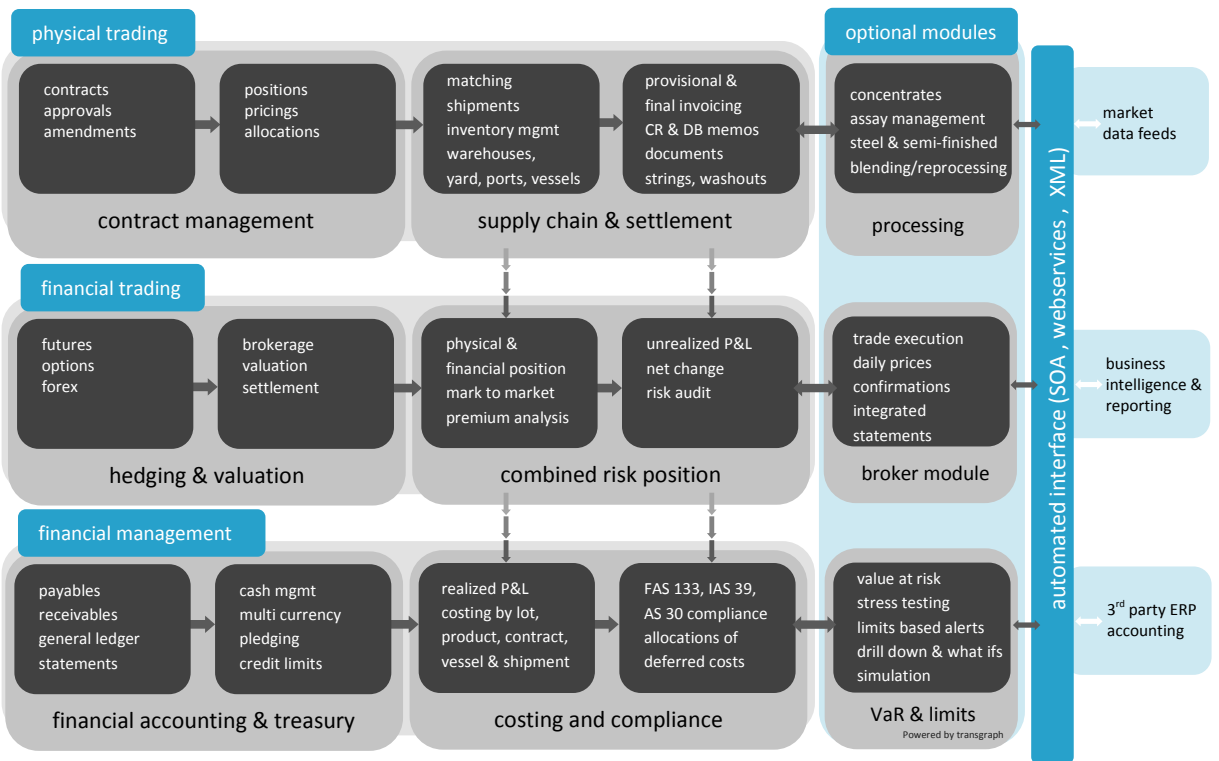 physical trading
contracts
approvals
amendments
positions
pricings
allocations
contract management
matching
shipments
inventory mgmt
warehouses,
yard, ports, vessels
provisional &
final invoicing
CR & DB memos
documents
strings, washouts
supply chain & settlement
optional modules
concentrates
assay management
steel & semi-finished
blending/reprocessing
processing
financial trading
futures
options
forex
brokerage
valuation
settlement
hedging & valuation
physical &
financial position
mark to market
premium analysis
unrealized P&L
net change
risk audit
combined risk position
trade execution
daily prices
confirmations
integrated
statements
broker module
financial management
payables
receivables
general ledger
statements
cash mgmt
multi currency
pledging
credit limits
financial accounting & treasury
realized P&L
costing by lot,
product, contract,
vessel & shipment
FAS 133, IAS 39,
AS 30 compliance
allocations of
deferred costs
costing and compliance
value at risk
stress testing
limits based alerts
drill down & what ifs
simulation
VaR & limits
Powered by transgraph
automated interface (SOA , webservices , XML)
market
data feeds
business
intelligence &
reporting
3rd party ERP
accounting